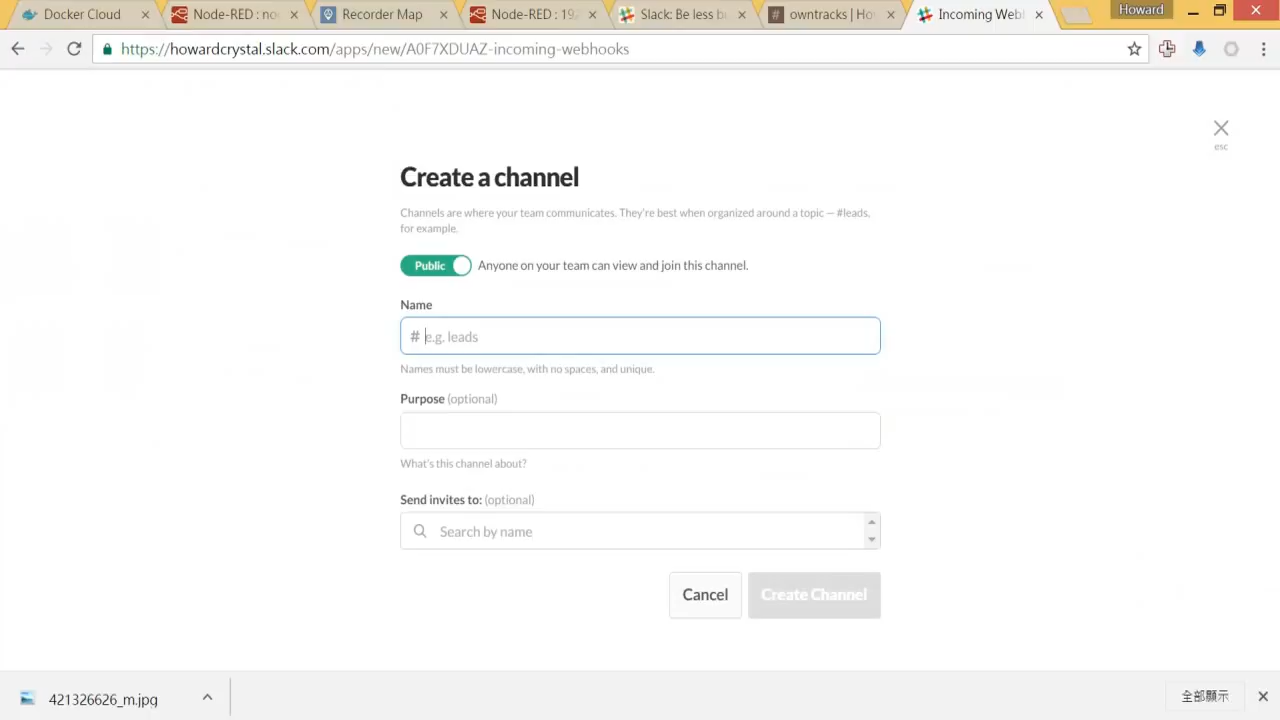 Docker Cloud
Node-RED : no
Recorder Map
Node-RED : 192
Slack: Be less b
owntracks | Ho
Incoming Web
Howard
https://howardcrystal.slack.com/apps/new/A0F7XDUAZ-incoming-webhooks
esc
Create a channel
Channels are where your team communicates. They're best when organized around a topic — #leads,
for example.
Public Anyone on your team can view and join this channel.
Name
# e.g. leads
Names must be lowercase, with no spaces, and unique.
Purpose (optional)
What's this channel about?
Send invites to: (optional)
Search by name
Cancel
Create Channel
421326626_m.jpg
全部顯示